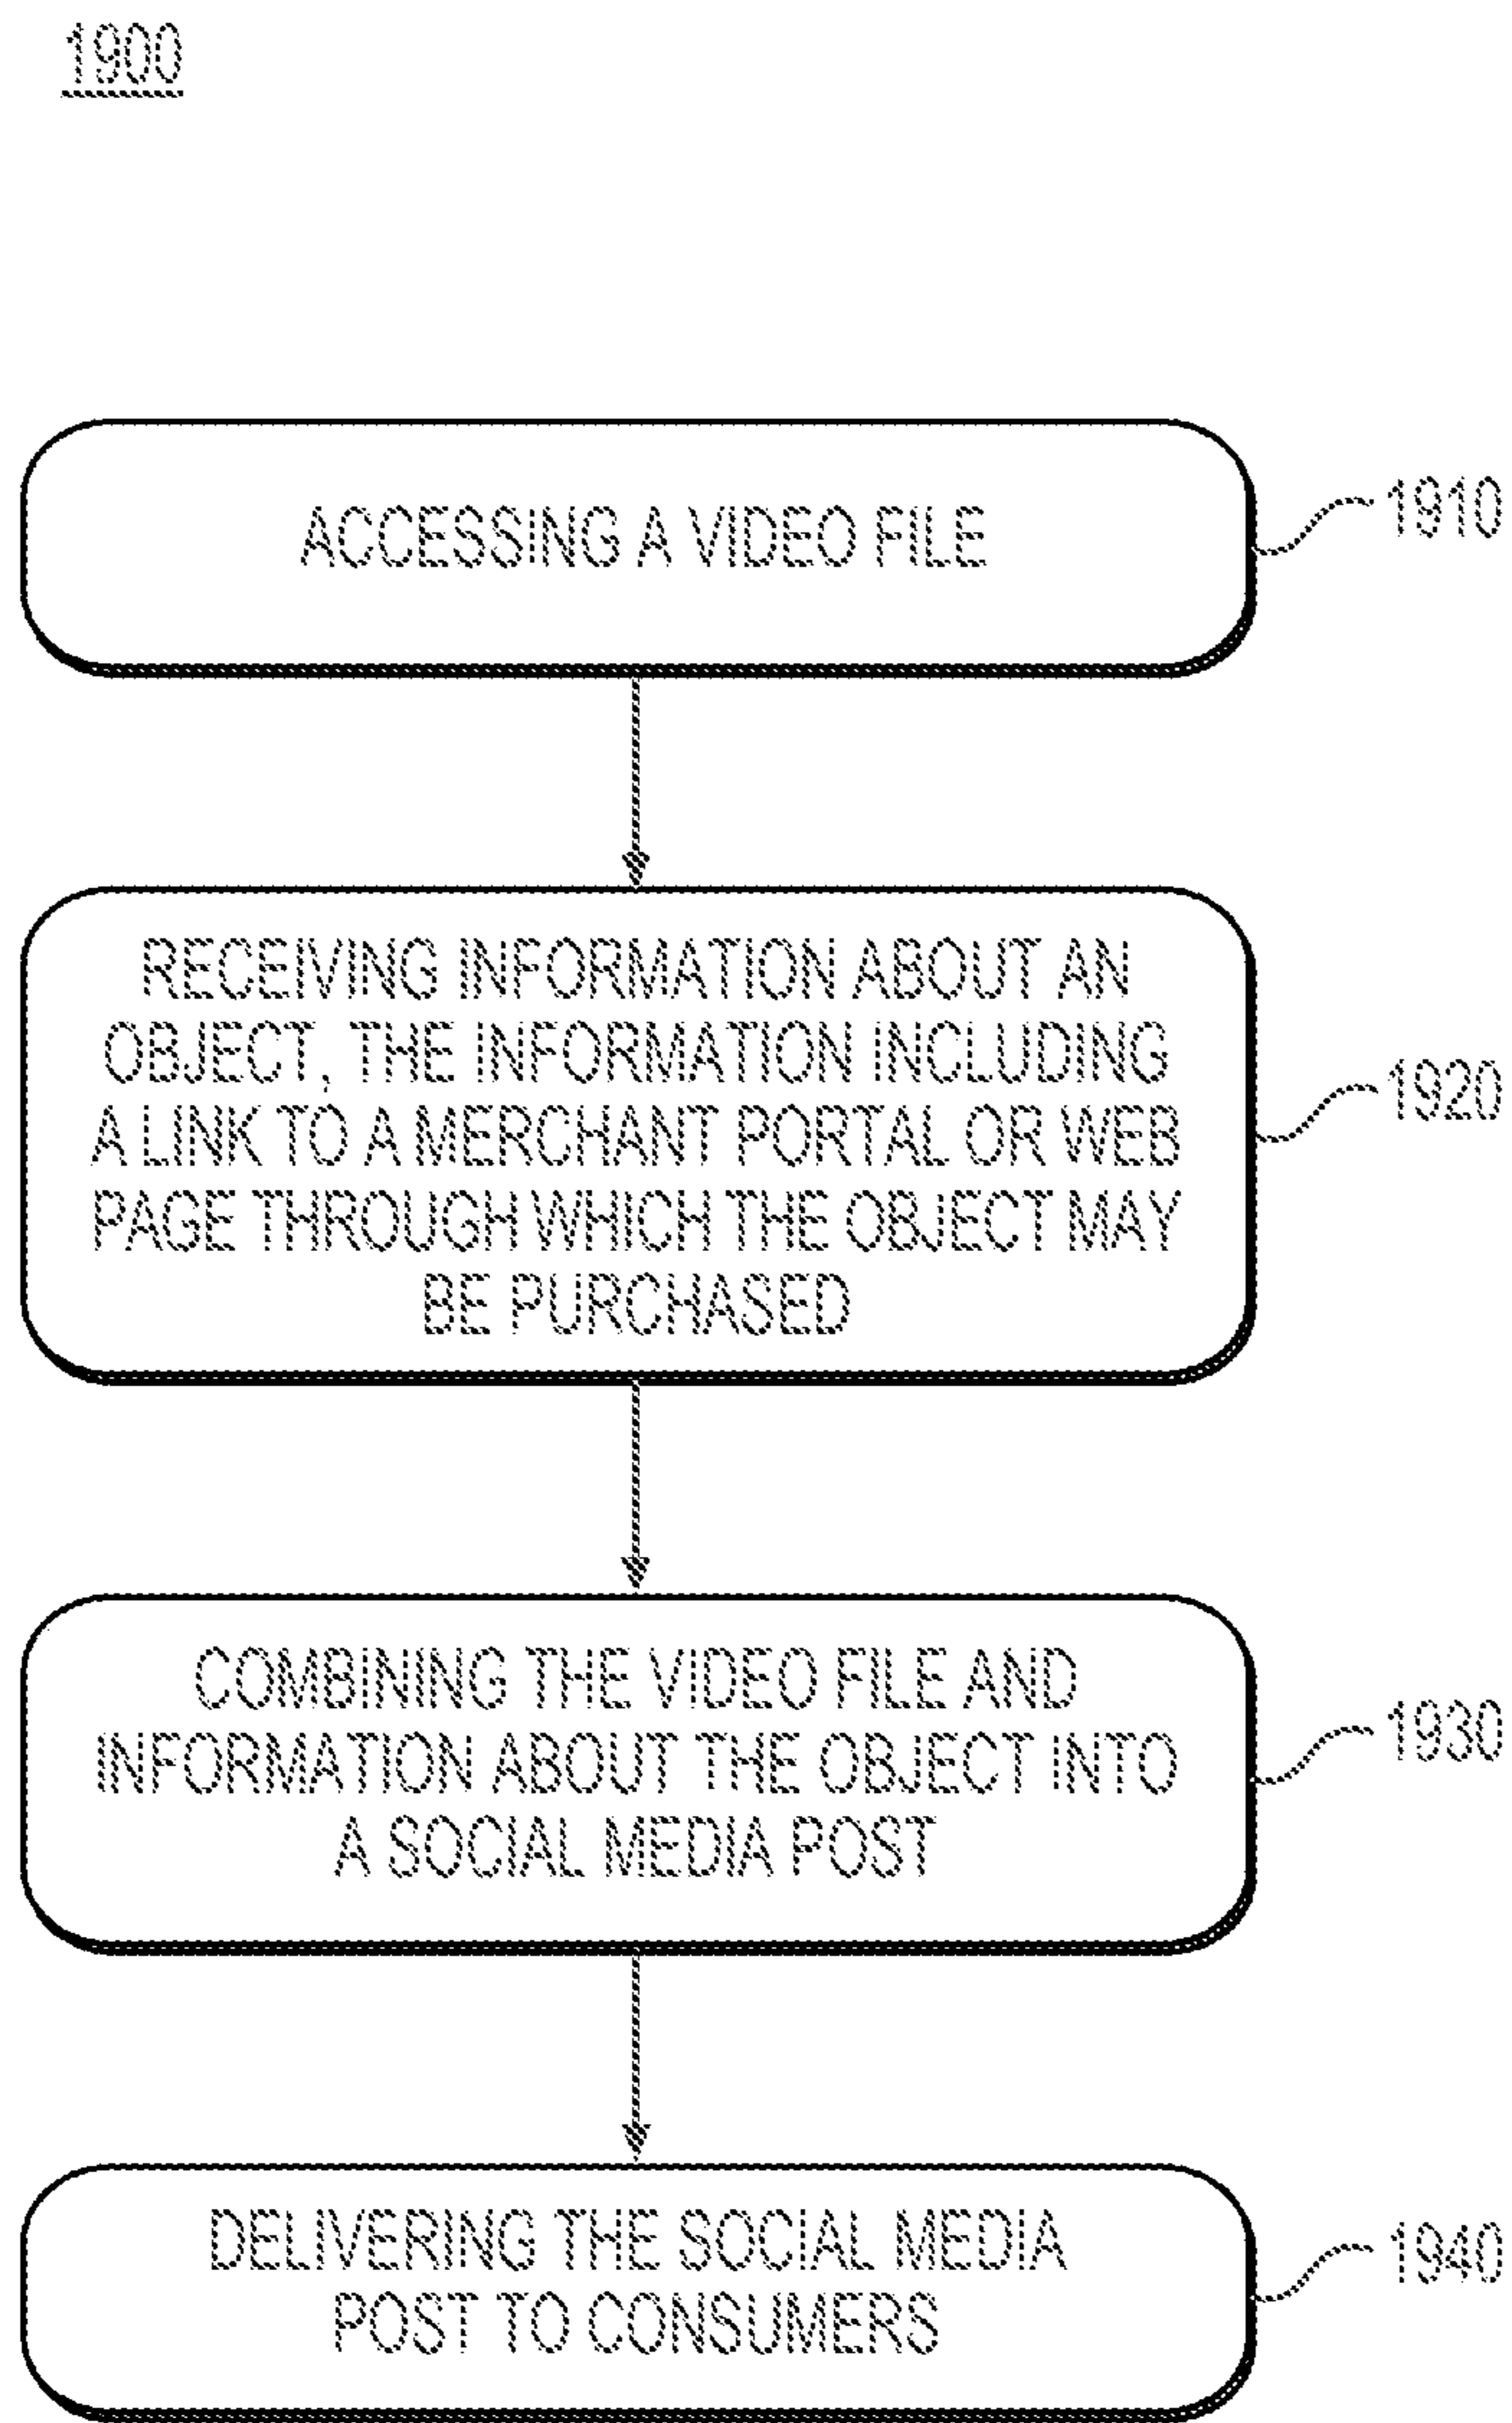 1900
ACCESSING A VIDEO FILE
1910
RECEIVING INFORMATION ABOUT AN
OBJECT, THE INFORMATION INCLUDING
A LINK TO A MERCHANT PORTAL OR WEB
PAGE THROUGH WHICH THE OBJECT MAY
BE PURCHASED
1920
COMBINING THE VIDEO FILE AND
INFORMATION ABOUT THE OBJECT INTO
A SOCIAL MEDIA POST
1930
DELIVERING THE SOCIAL MEDIA
POST TO CONSUMERS
1940